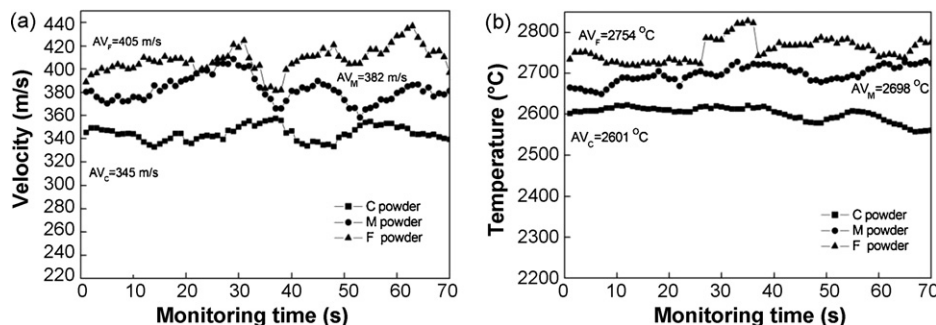 (a)
Velocity (m/s)
440
420
400
380
360
340
320
300
280
260
240
220
AV_F=405 m/s
AV_M=382 m/s
AV_C=345 m/s
C powder
M powder
F powder
0 10 20 30 40 50 60 70
Monitoring time (s)
(b)
Temperature (°C)
2800
2700
2600
2500
2400
2300
2200
AV_F=2754 °C
AV_M=2698 °C
AV_C=2601 °C
C powder
M powder
F powder
0 10 20 30 40 50 60 70
Monitoring time (s)